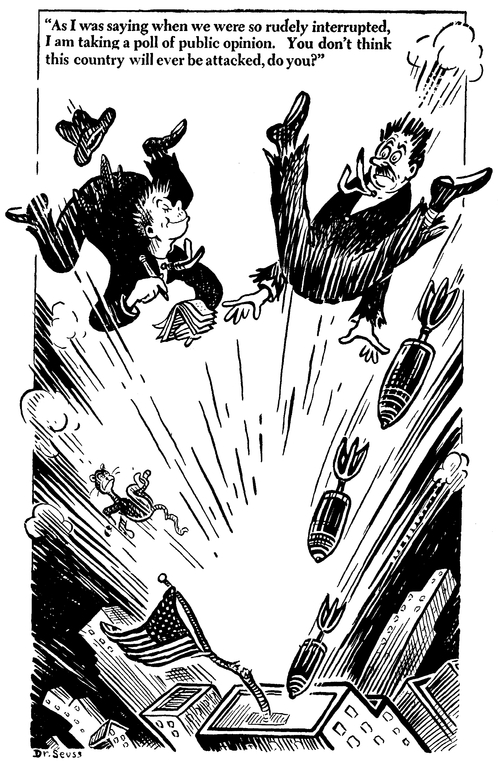 “As I was saying when we were so rudely interrupted,
I am taking a poll of public opinion. You don’t think
this country will ever be attacked, do you?”
Dr. Seuss